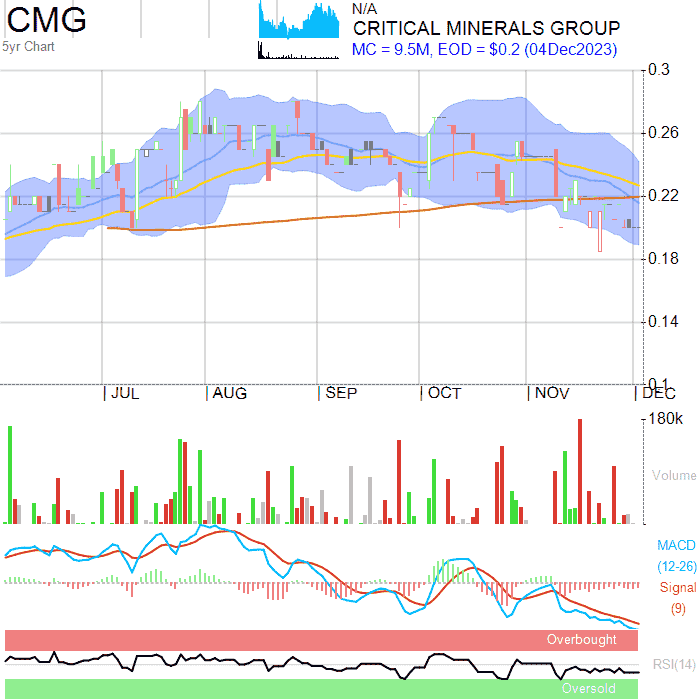 CMG
5yr Chart
N/A
CRITICAL MINERALS GROUP
MC = 9.5M, EOD = $0.2 (04Dec2023)
0.3
0.26
0.22
0.18
0.14
0.1
JUL AUG SEP OCT NOV DEC
180k
Volume
MACD
(12-26)
Signal
(9)
Overbought
RSI(14)
Oversold